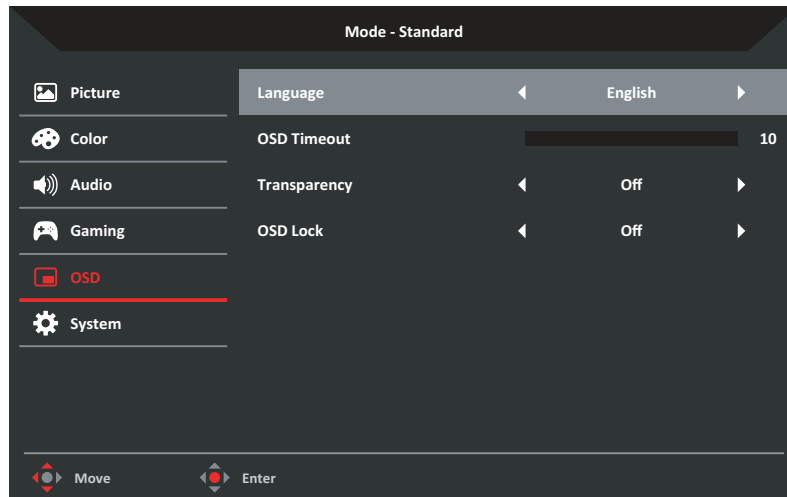 Mode - Standard
Picture
Language English
Color
OSD Timeout 10
Audio
Transparency Off
Gaming
OSD Lock Off
OSD
System
Move Enter